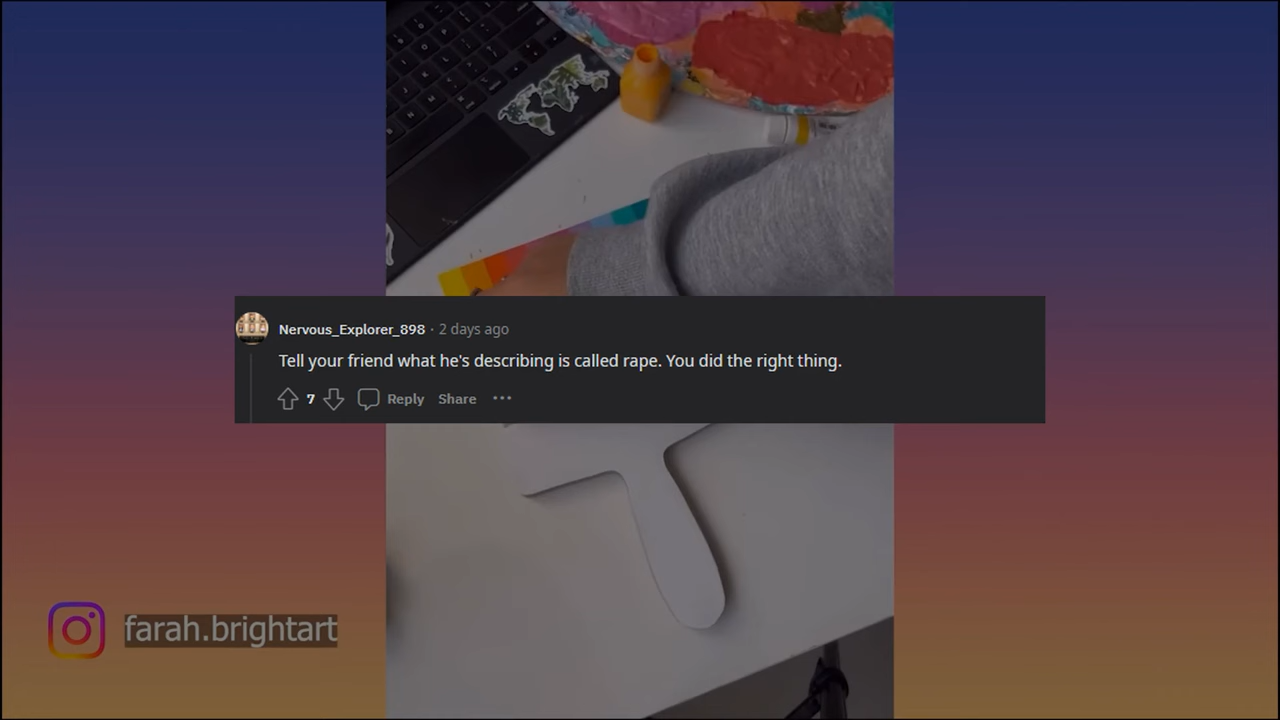 Nervous_Explorer_898 · 2 days ago
Tell your friend what he's describing is called rape. You did the right thing.
7 Reply Share ···
farah.brightart